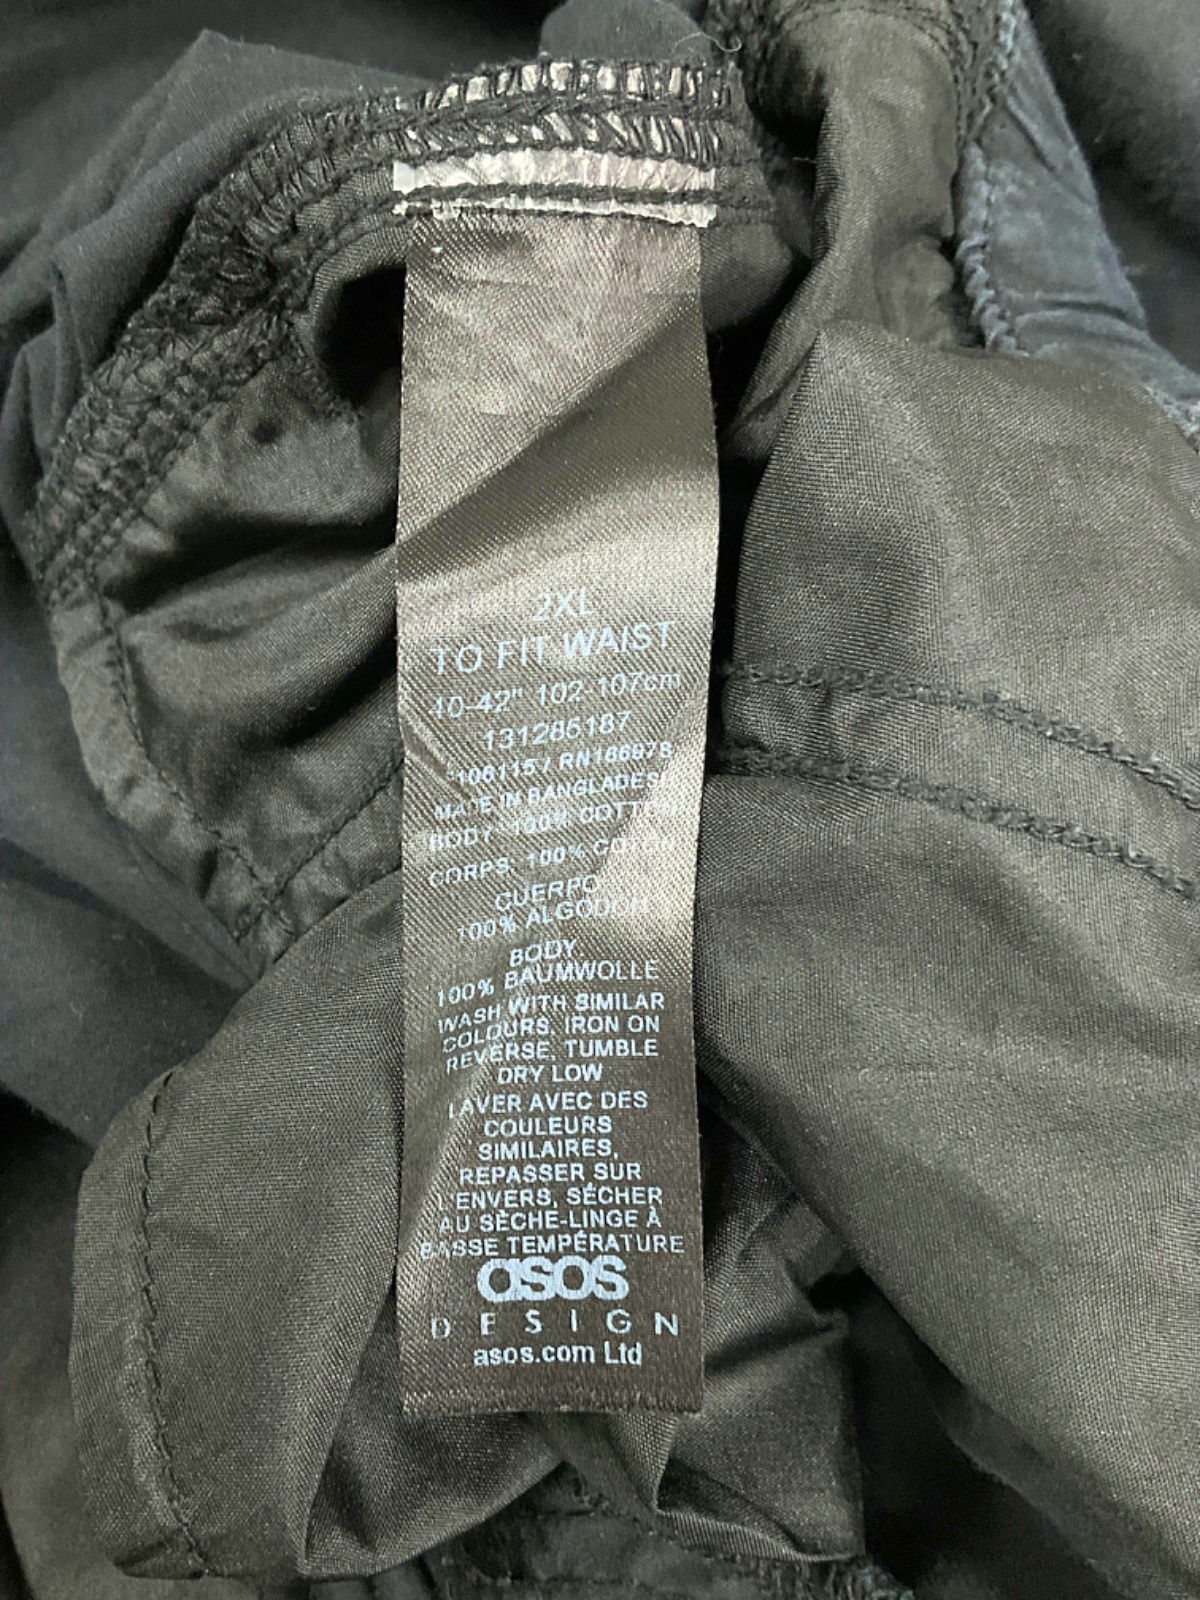 2XL
TO FIT WAIST
40-42" 102-107cm
131285187
106115 / RN166978
MADE IN BANGLADESH
BODY: 100% COTTON
CORPS: 100% COTON
CUERPO
100% ALGODON
BODY
100% BAUMWOLLE
WASH WITH SIMILAR
COLOURS, IRON ON
REVERSE, TUMBLE
DRY LOW
LAVER AVEC DES
COULEURS
SIMILAIRES,
REPASSER SUR
L'ENVERS, SÉCHER
AU SÈCHE-LINGE À
BASSE TEMPÉRATURE
asos
DESIGN
asos.com Ltd